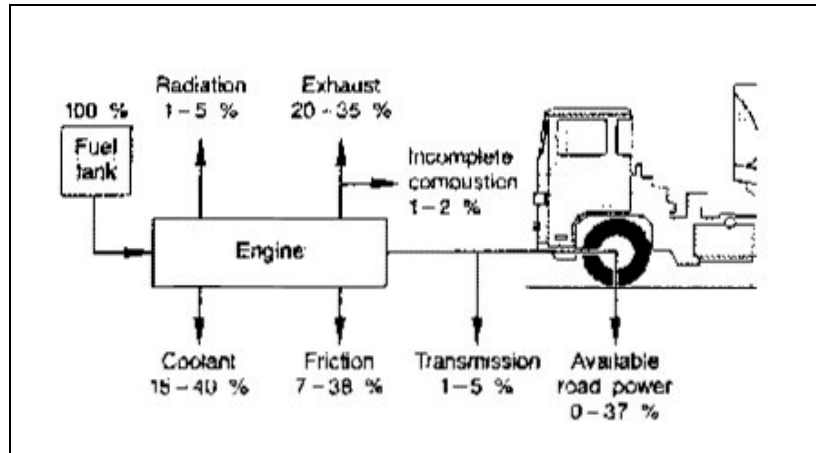 Radiation
1-5 %
Exhaust
20-35 %
100 %
Fuel
tank
Incomplete
combustion
1-2 %
Engine
Coolant
15-40 %
Friction
7-38 %
Transmission
1-5 %
Available
road power
0-37 %